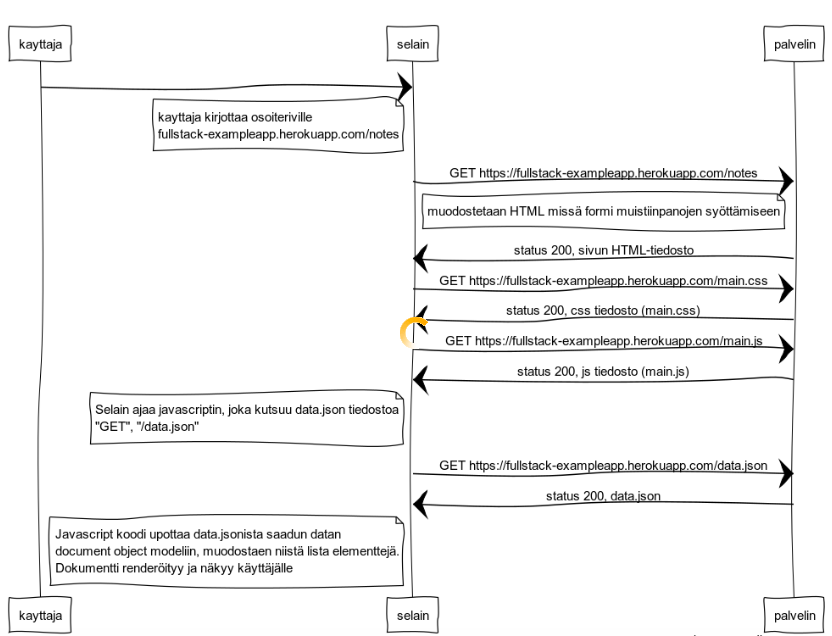 kayttaja
selain
palvelin
kayttaja kirjottaa osoiteriville
fullstack-exampleapp.herokuapp.com/notes
GET https://fullstack-exampleapp.herokuapp.com/notes
muodostetaan HTML missä formi muistiinpanojen syöttämiseen
status 200, sivun HTML-tiedosto
GET https://fullstack-exampleapp.herokuapp.com/main.css
status 200, css tiedosto (main.css)
GET https://fullstack-exampleapp.herokuapp.com/main.js
status 200, js tiedosto (main.js)
Selain ajaa javascriptin, joka kutsuu data.json tiedostoa
"GET", "/data.json"
GET https://fullstack-exampleapp.herokuapp.com/data.json
status 200, data.json
Javascript koodi upottaa data.jsonista saadun datan
document object modeliin, muodostaen niistä lista elementtejä.
Dokumentti renderöityy ja näkyy käyttäjälle
kayttaja
selain
palvelin